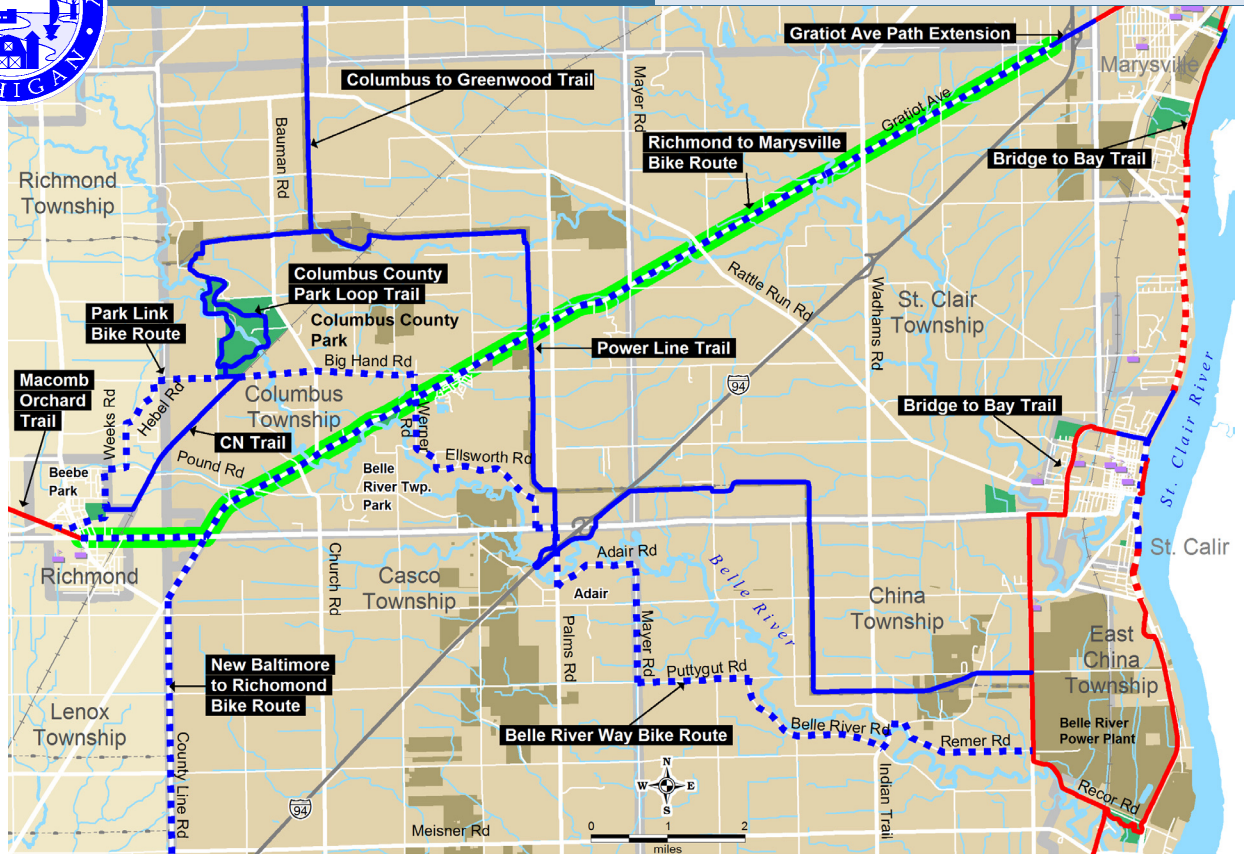 HIGAN
Gratiot Ave Path Extension
Marysville
Columbus to Greenwood Trail
Mayer Rd
Gratiot Ave
Bauman Rd
Richmond to Marysville
Bike Route
Bridge to Bay Trail
Richmond
Township
Columbus County
Park Loop Trail
Rattle Run Rd
Wadhams Rd
St. Clair
Township
Park Link
Bike Route
Columbus County
Park
Power Line Trail
Big Hand Rd
94
St. Clair River
Macomb
Orchard
Trail
Weeks Rd
Hebel Rd
Columbus
Township
Werner
Rd
Bridge to Bay Trail
CN Trail
Pound Rd
Ellsworth Rd
Beebe
Park
Belle
River Twp.
Park
St. Calir
Richmond
Church Rd
Casco
Township
Adair Rd
Adair
Belle River
China
Township
Palms Rd
Mayer Rd
East
China
Township
Puttygut Rd
New Baltimore
to Richomond
Bike Route
Lenox
Township
Belle River Way Bike Route
Belle River Rd
Remer Rd
Belle River
Power Plant
County Line Rd
Indian Trail
N
W
E
S
Recor Rd
94
Meisner Rd
0
1
2
miles